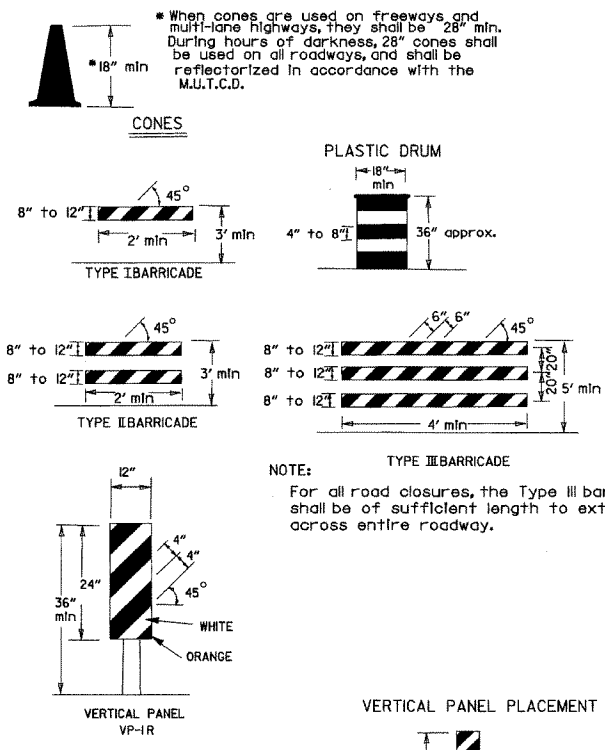 * When cones are used on freeways and
multi-lane highways, they shall be 28" min.
During hours of darkness, 28" cones shall
be used on all roadways, and shall be
reflectorized in accordance with the
M.U.T.C.D.
*18" min
CONES
PLASTIC DRUM
18"
min
45°
8" to 12"
2' min
3' min
TYPE I BARRICADE
4" to 8"
36" approx.
45°
8" to 12"
8" to 12"
2' min
3' min
TYPE II BARRICADE
6" 6"
45°
8" to 12"
8" to 12"
8" to 12"
20" 20"
5' min
4' min
TYPE III BARRICADE
NOTE:
For all road closures, the Type III bar
shall be of sufficient length to ext
across entire roadway.
12"
4"
4"
45°
24"
36"
min
WHITE
ORANGE
VERTICAL PANEL
VP-1R
VERTICAL PANEL PLACEMENT